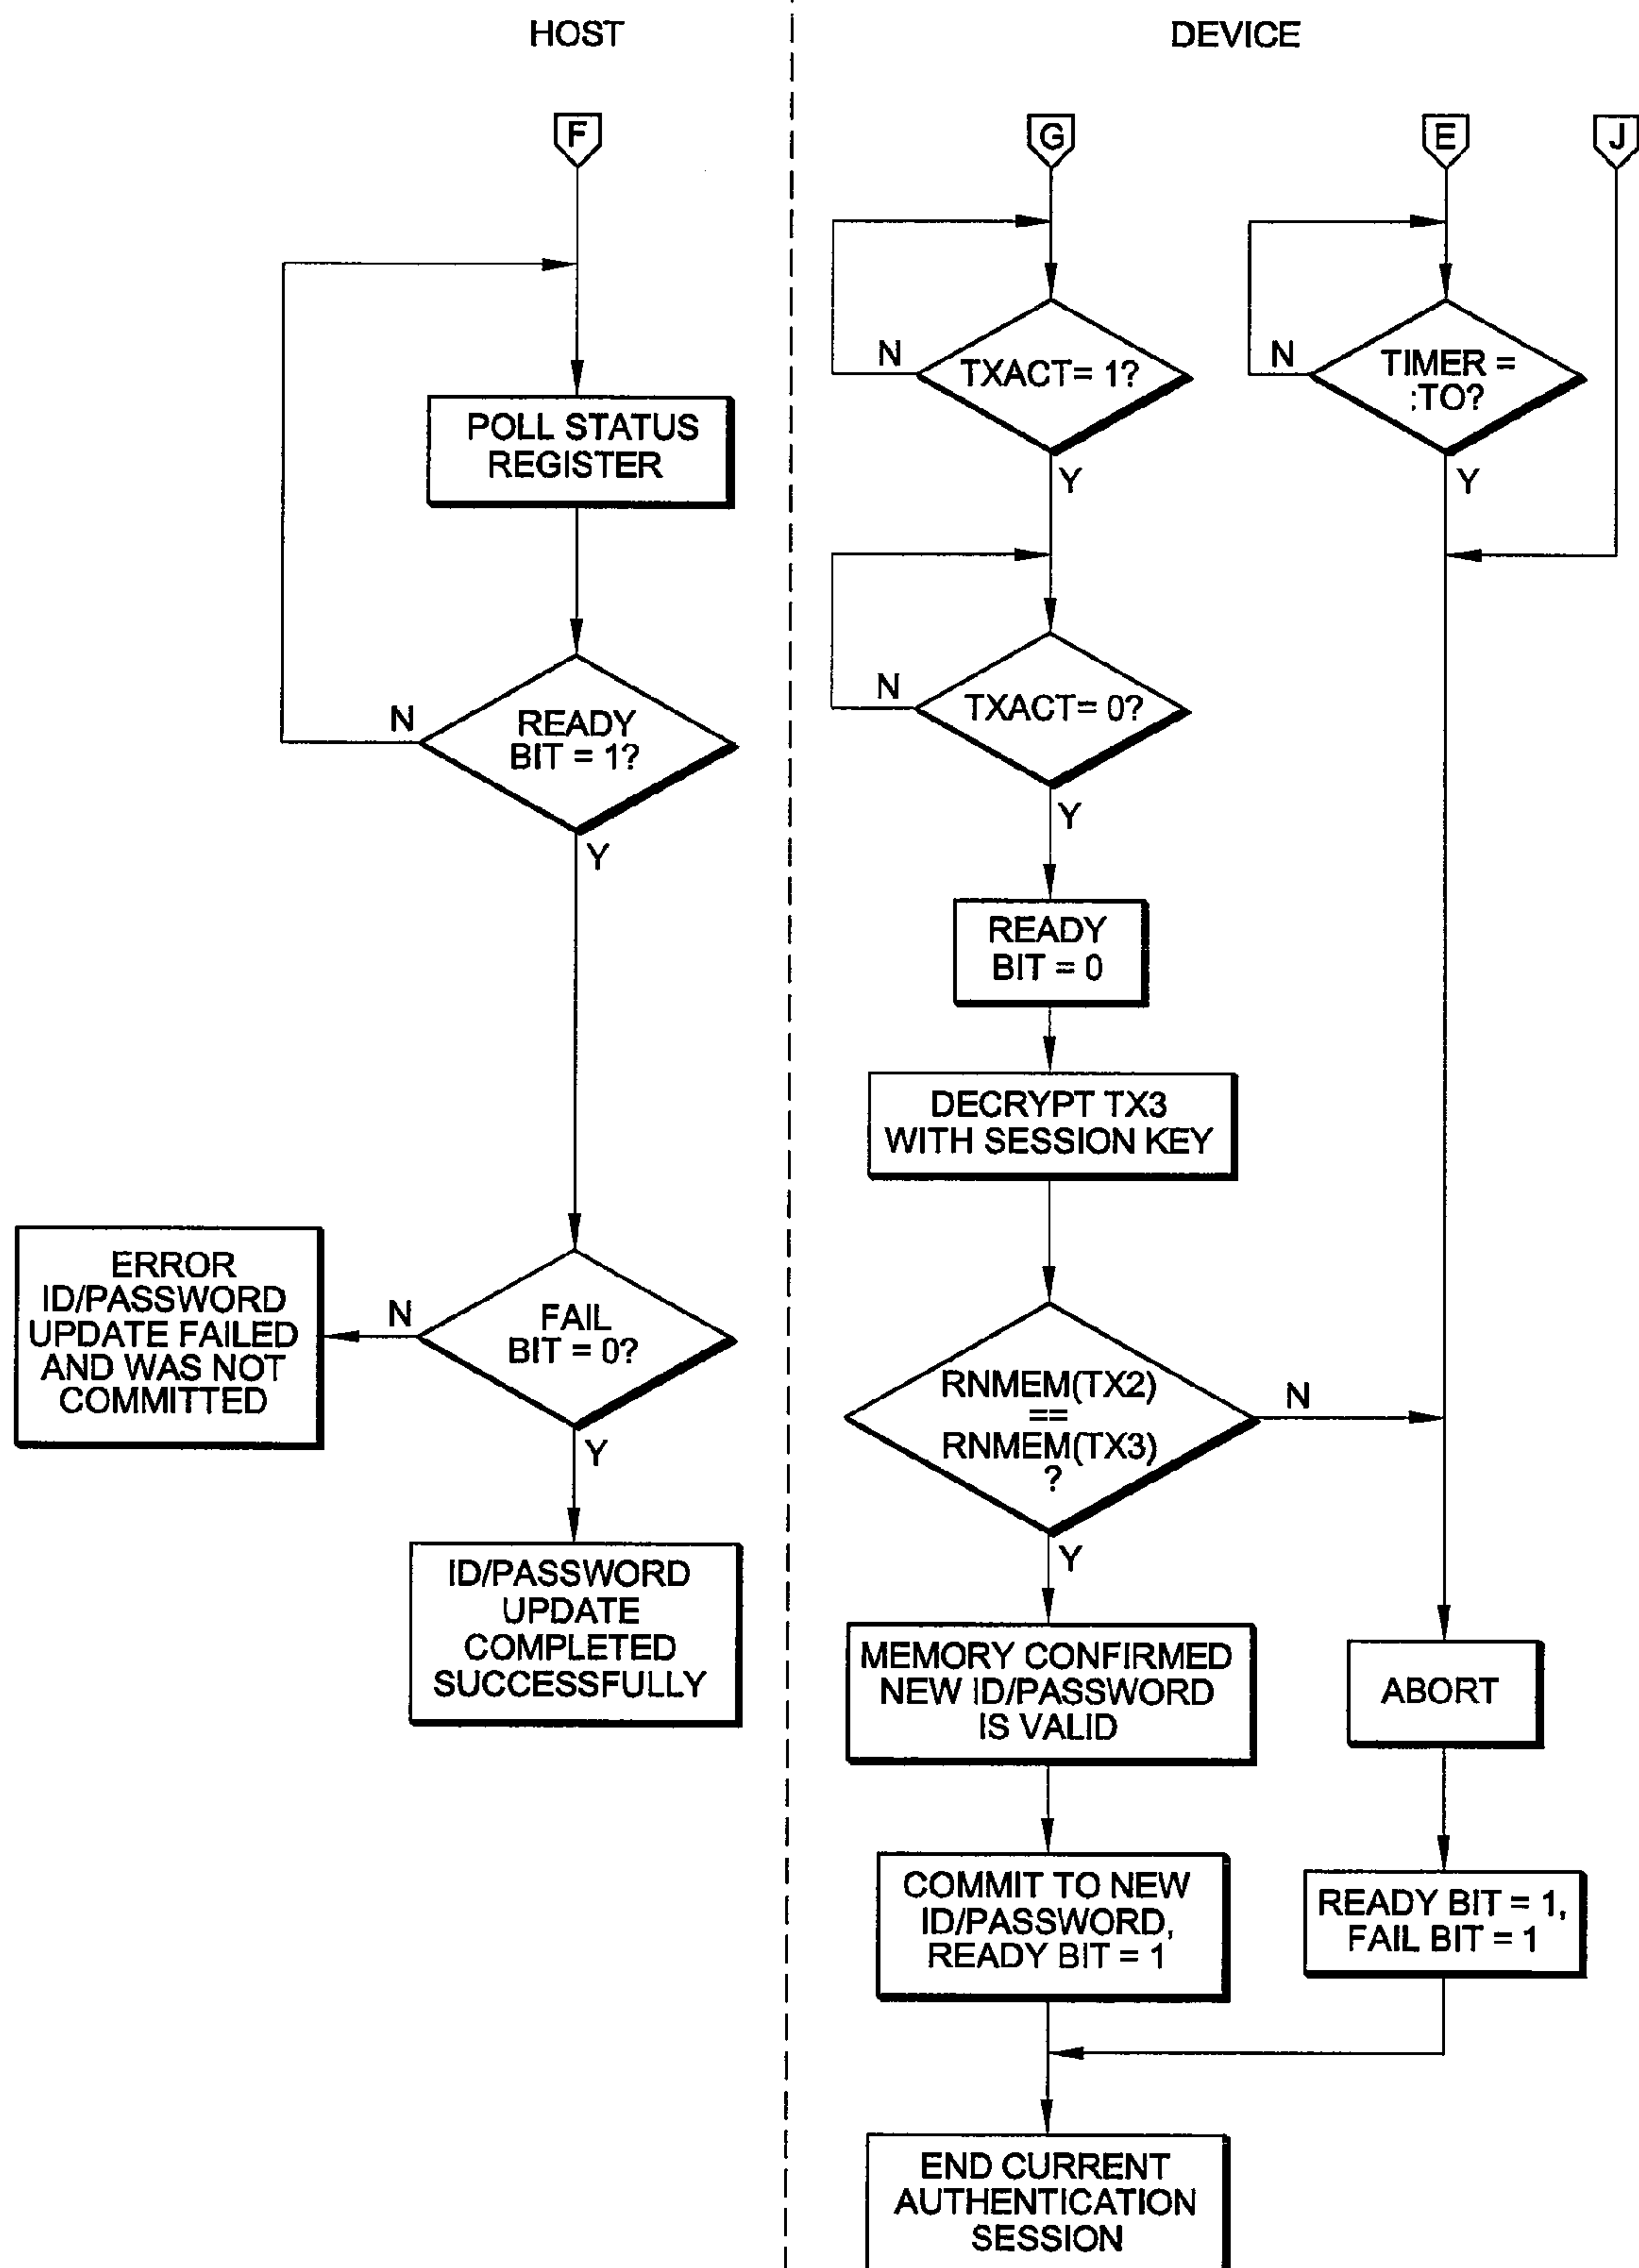 HOST
DEVICE
F
G
E
J
N
TXACT= 1?
Y
N
TIMER =
:TO?
Y
POLL STATUS
REGISTER
N
TXACT= 0?
Y
N
READY
BIT = 1?
Y
READY
BIT = 0
DECRYPT TX3
WITH SESSION KEY
ERROR
ID/PASSWORD
UPDATE FAILED
AND WAS NOT
COMMITTED
N
FAIL
BIT = 0?
Y
RNMEM(TX2)
==
RNMEM(TX3)
?
N
Y
ID/PASSWORD
UPDATE
COMPLETED
SUCCESSFULLY
MEMORY CONFIRMED
NEW ID/PASSWORD
IS VALID
ABORT
COMMIT TO NEW
ID/PASSWORD,
READY BIT = 1
READY BIT = 1,
FAIL BIT = 1
END CURRENT
AUTHENTICATION
SESSION